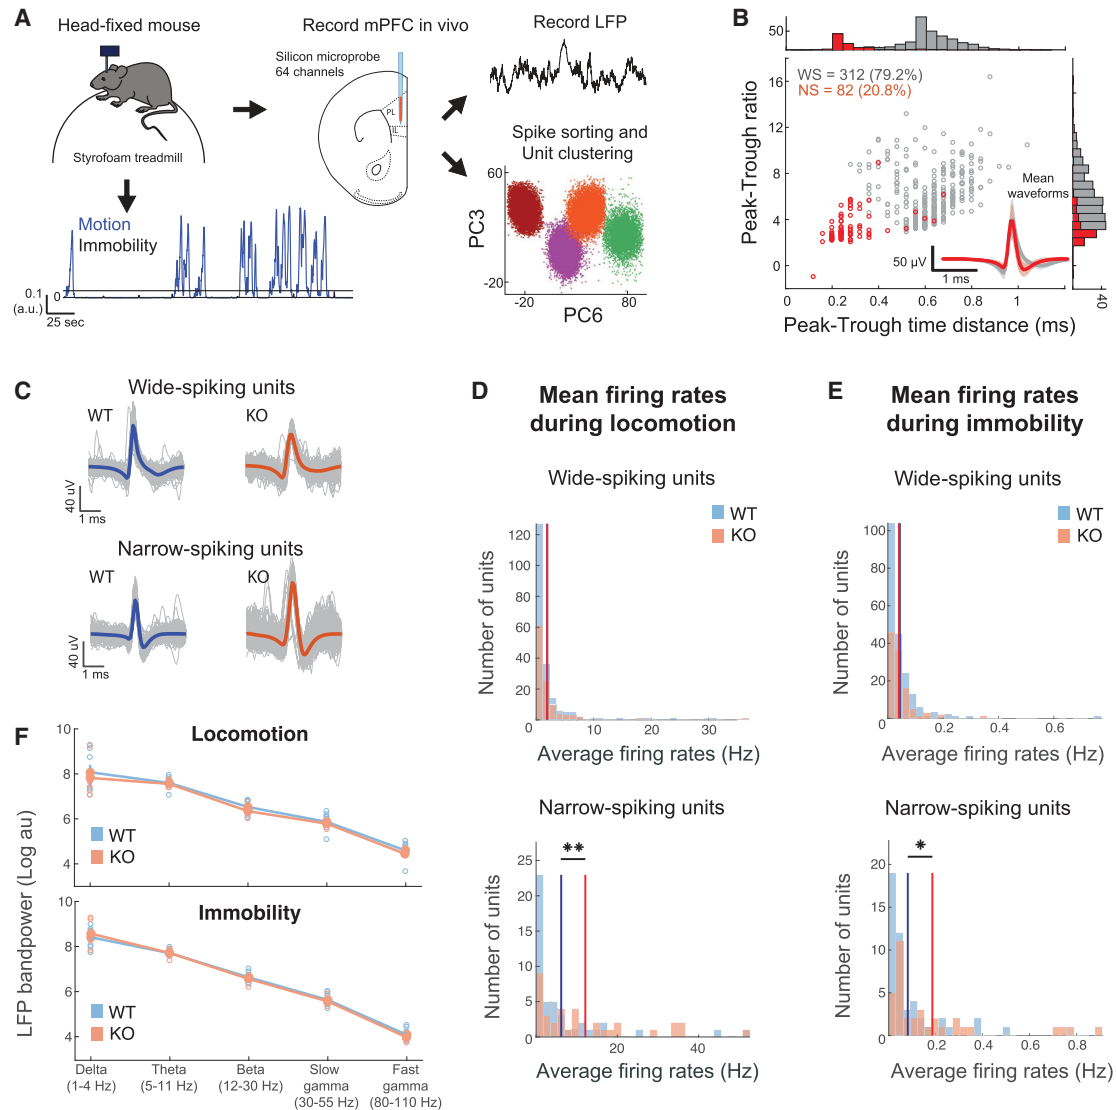 A
Head-fixed mouse
Styrofoam treadmill
Motion
Immobility
0.1
(a.u.)
0
25 sec
Record mPFC in vivo
Silicon microprobe
64 channels
PL
IL
Record LFP
Spike sorting and
Unit clustering
60
PC3
-20
-20
80
PC6
B
50
WS = 312 (79.2%)
NS = 82 (20.8%)
Peak-Trough ratio
16
12
8
4
0
Mean
waveforms
50 µV
1 ms
0
0.2
0.4
0.6
0.8
1
40
Peak-Trough time distance (ms)
C
Wide-spiking units
WT
KO
40 uV
1 ms
Narrow-spiking units
WT
KO
40 uV
1 ms
D
Mean firing rates
during locomotion
Wide-spiking units
WT
KO
Number of units
120
100
80
60
40
20
0
10
20
30
Average firing rates (Hz)
Narrow-spiking units
**
Number of units
25
20
15
10
5
0
20
40
Average firing rates (Hz)
E
Mean firing rates
during immobility
Wide-spiking units
WT
KO
Number of units
100
80
60
40
20
0
0.2
0.4
0.6
Average firing rates (Hz)
Narrow-spiking units
*
Number of units
20
15
10
5
0
0.2
0.4
0.6
0.8
Average firing rates (Hz)
F
Locomotion
10
8
6
4
WT
KO
LFP bandpower (Log au)
Immobility
10
8
6
4
WT
KO
Delta
(1-4 Hz)
Theta
(5-11 Hz)
Beta
(12-30 Hz)
Slow
gamma
(30-55 Hz)
Fast
gamma
(80-110 Hz)